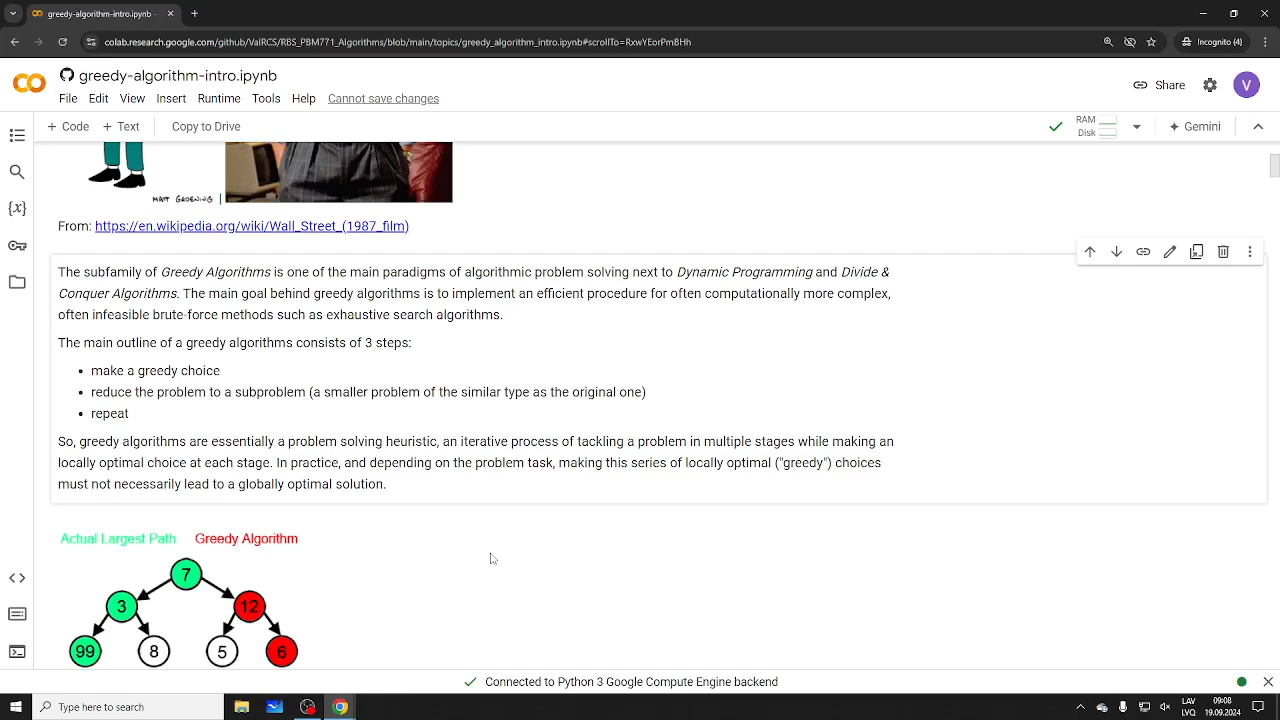 greedy-algorithm-intro.ipynb -
colab.research.google.com/github/ValRCS/RBS_PBM771_Algorithms/blob/main/topics/greedy_algorithm_intro.ipynb#scrollTo=RxwYEorPmBHh
Incognito (4)
greedy-algorithm-intro.ipynb
Share
V
File Edit View Insert Runtime Tools Help Cannot save changes
+ Code + Text Copy to Drive
RAM
Disk
Gemini
MATT GROENING
From: https://en.wikipedia.org/wiki/Wall_Street_(1987_film)
The subfamily of Greedy Algorithms is one of the main paradigms of algorithmic problem solving next to Dynamic Programming and Divide &
Conquer Algorithms. The main goal behind greedy algorithms is to implement an efficient procedure for often computationally more complex,
often infeasible brute-force methods such as exhaustive search algorithms.
The main outline of a greedy algorithms consists of 3 steps:
• make a greedy choice
• reduce the problem to a subproblem (a smaller problem of the similar type as the original one)
• repeat
So, greedy algorithms are essentially a problem solving heuristic, an iterative process of tackling a problem in multiple stages while making an
locally optimal choice at each stage. In practice, and depending on the problem task, making this series of locally optimal ("greedy") choices
must not necessarily lead to a globally optimal solution.
Actual Largest Path Greedy Algorithm
7
3 12
99 8 5 6
Connected to Python 3 Google Compute Engine backend
Type here to search
LAV
LVQ
09:08
19.09.2024